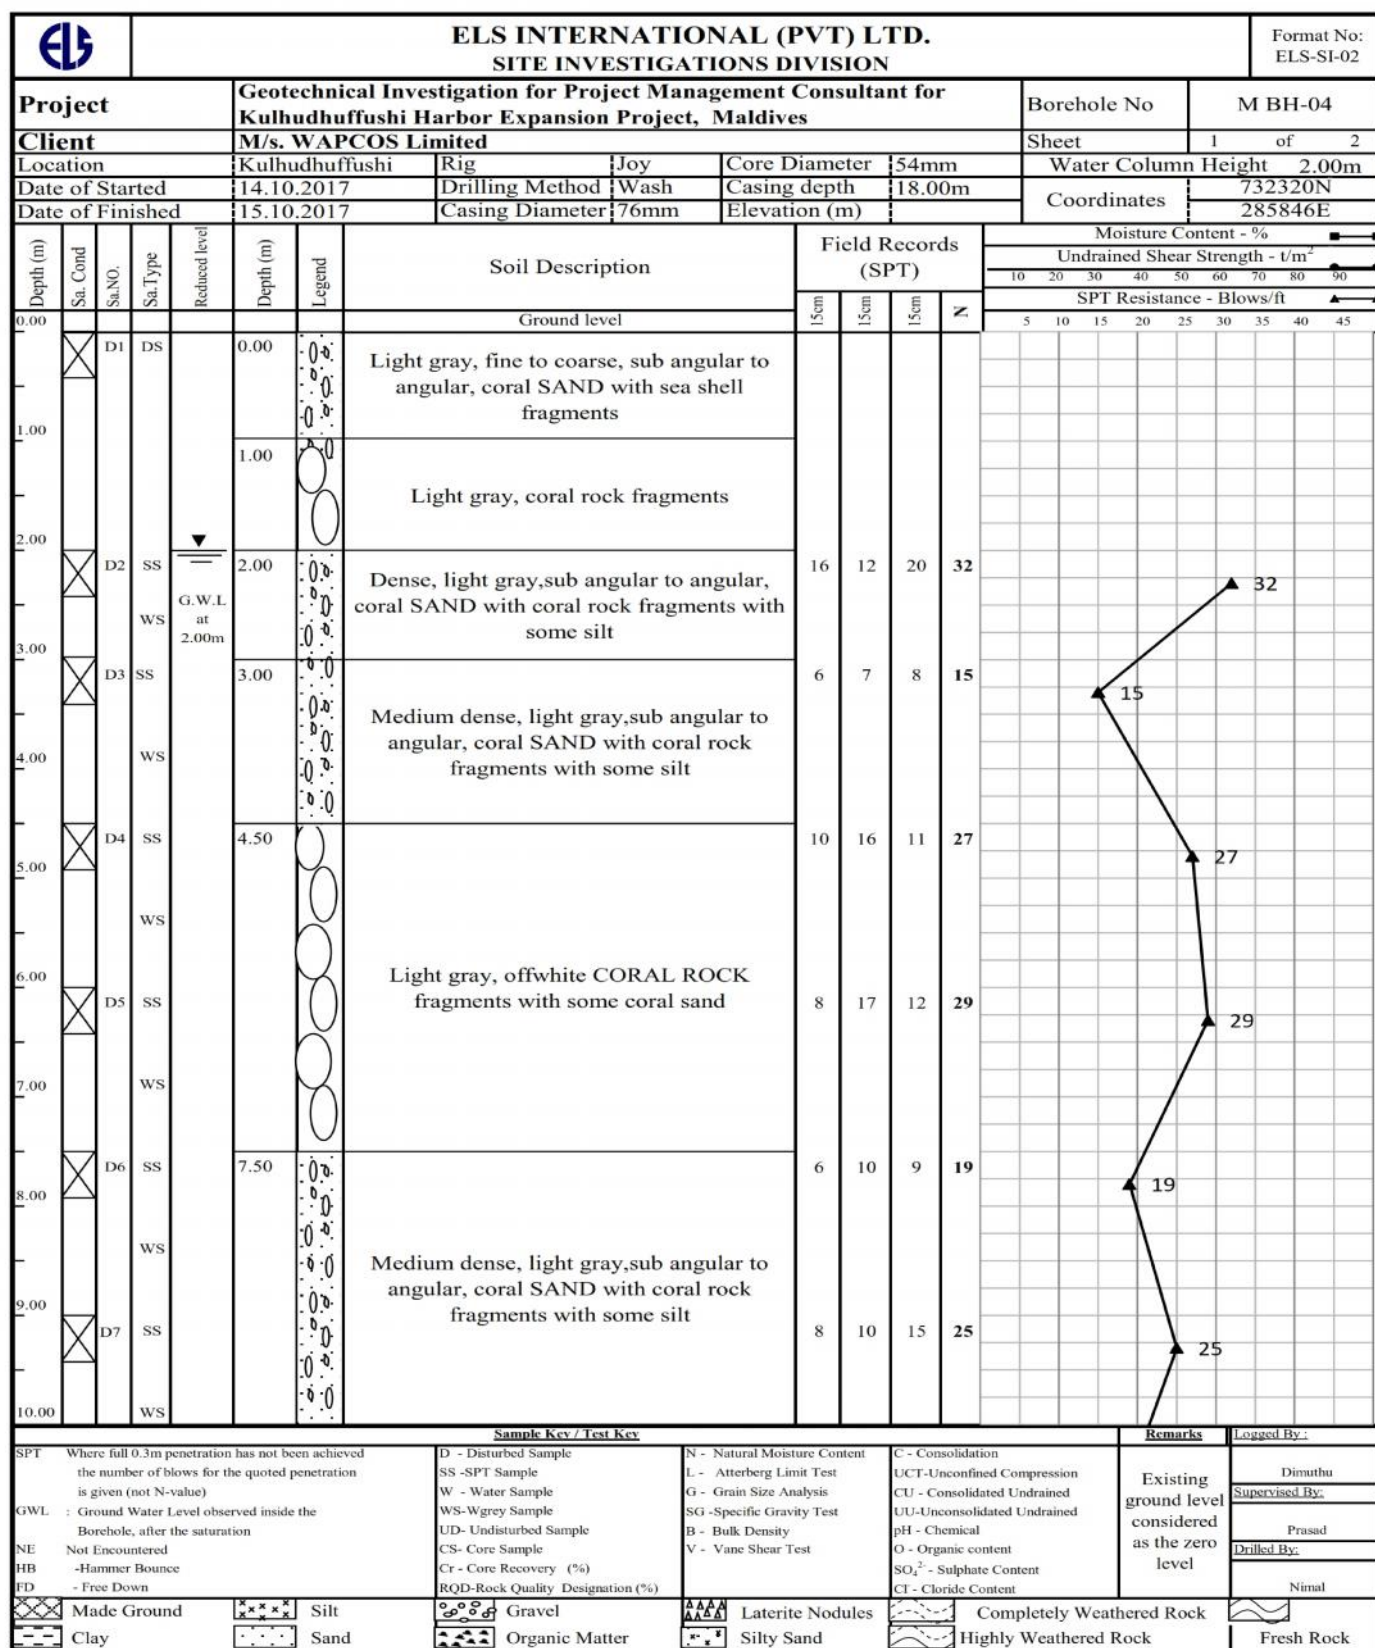 ELS
ELS INTERNATIONAL (PVT) LTD.
SITE INVESTIGATIONS DIVISION
Format No:
ELS-SI-02
Project
Geotechnical Investigation for Project Management Consultant for
Kulhudhuffushi Harbor Expansion Project, Maldives
Borehole No
M BH-04
Client
M/s. WAPCOS Limited
Sheet 1 of 2
Location Kulhudhuffushi Rig Joy Core Diameter 54mm Water Column Height 2.00m
Date of Started 14.10.2017 Drilling Method Wash Casing depth 18.00m
Coordinates
732320N
Date of Finished 15.10.2017 Casing Diameter 76mm Elevation (m)
285846E
Depth (m)
Sa. Cond
Sa.NO.
Sa.Type
Reduced level
Depth (m)
Legend
Soil Description
Field Records
(SPT)
15cm
15cm
15cm
N
Moisture Content - %
Undrained Shear Strength - t/m²
10 20 30 40 50 60 70 80 90
SPT Resistance - Blows/ft
5 10 15 20 25 30 35 40 45
0.00
Ground level
D1 DS 0.00
Light gray, fine to coarse, sub angular to
angular, coral SAND with sea shell
fragments
1.00
1.00
Light gray, coral rock fragments
2.00
D2 SS 2.00
G.W.L
at
2.00m
WS
Dense, light gray,sub angular to angular,
coral SAND with coral rock fragments with
some silt
16 12 20 32
32
3.00
D3 SS 3.00
6 7 8 15
15
Medium dense, light gray,sub angular to
angular, coral SAND with coral rock
fragments with some silt
4.00
WS
D4 SS 4.50
10 16 11 27
27
5.00
WS
Light gray, offwhite CORAL ROCK
fragments with some coral sand
6.00
D5 SS
8 17 12 29
29
7.00
WS
D6 SS 7.50
6 10 9 19
19
8.00
WS
Medium dense, light gray,sub angular to
angular, coral SAND with coral rock
fragments with some silt
9.00
D7 SS
8 10 15 25
25
10.00
WS
Sample Key / Test Key
SPT Where full 0.3m penetration has not been achieved
the number of blows for the quoted penetration
is given (not N-value)
GWL : Ground Water Level observed inside the
Borehole, after the saturation
NE Not Encountered
HB -Hammer Bounce
FD - Free Down
D - Disturbed Sample
SS -SPT Sample
W - Water Sample
WS-Wgrey Sample
UD- Undisturbed Sample
CS- Core Sample
Cr - Core Recovery (%)
RQD-Rock Quality Designation (%)
N - Natural Moisture Content
L - Atterberg Limit Test
G - Grain Size Analysis
SG -Specific Gravity Test
B - Bulk Density
V - Vane Shear Test
C - Consolidation
UCT-Unconfined Compression
CU - Consolidated Undrained
UU-Unconsolidated Undrained
pH - Chemical
O - Organic content
SO₄²⁻ - Sulphate Content
Cl⁻ - Cloride Content
Remarks
Existing
ground level
considered
as the zero
level
Logged By :
Dimuthu
Supervised By:
Prasad
Drilled By:
Nimal
Made Ground Silt Gravel Laterite Nodules Completely Weathered Rock
Clay Sand Organic Matter Silty Sand Highly Weathered Rock Fresh Rock